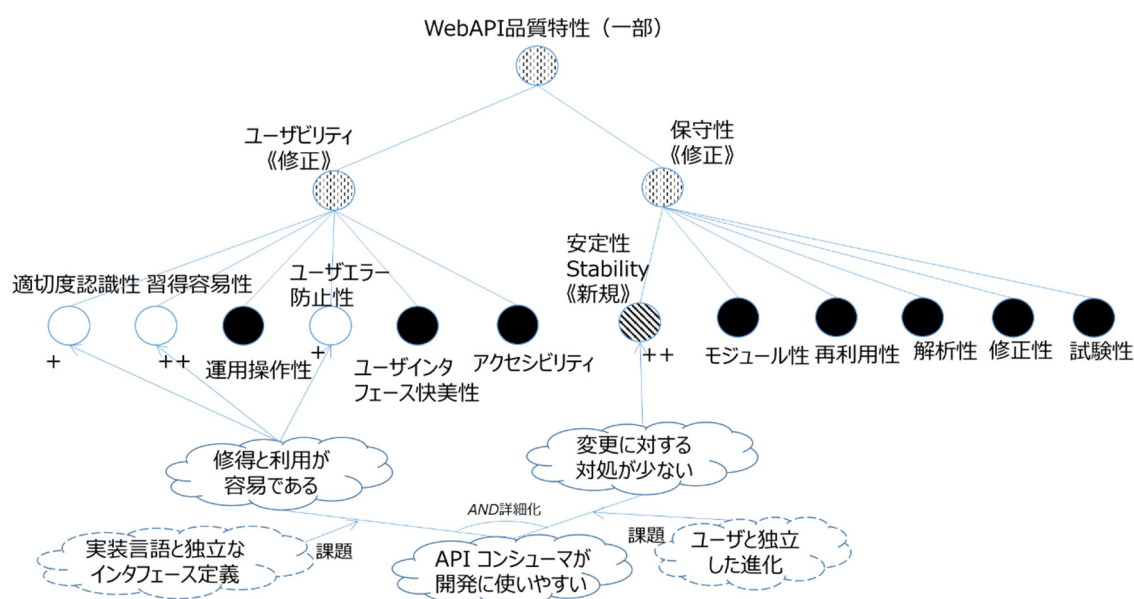 WebAPI品質特性（一部）
ユーザビリティ
《修正》
保守性
《修正》
適切度認識性
習得容易性
ユーザエラー
防止性
安定性
Stability
《新規》
+
++
運用操作性
+
ユーザインタ
フェース快美性
アクセシビリティ
++
モジュール性
再利用性
解析性
修正性
試験性
修得と利用が
容易である
変更に対する
対処が少ない
AND詳細化
実装言語と独立な
インタフェース定義
課題
API コンシューマが
開発に使いやすい
課題
ユーザと独立
した進化